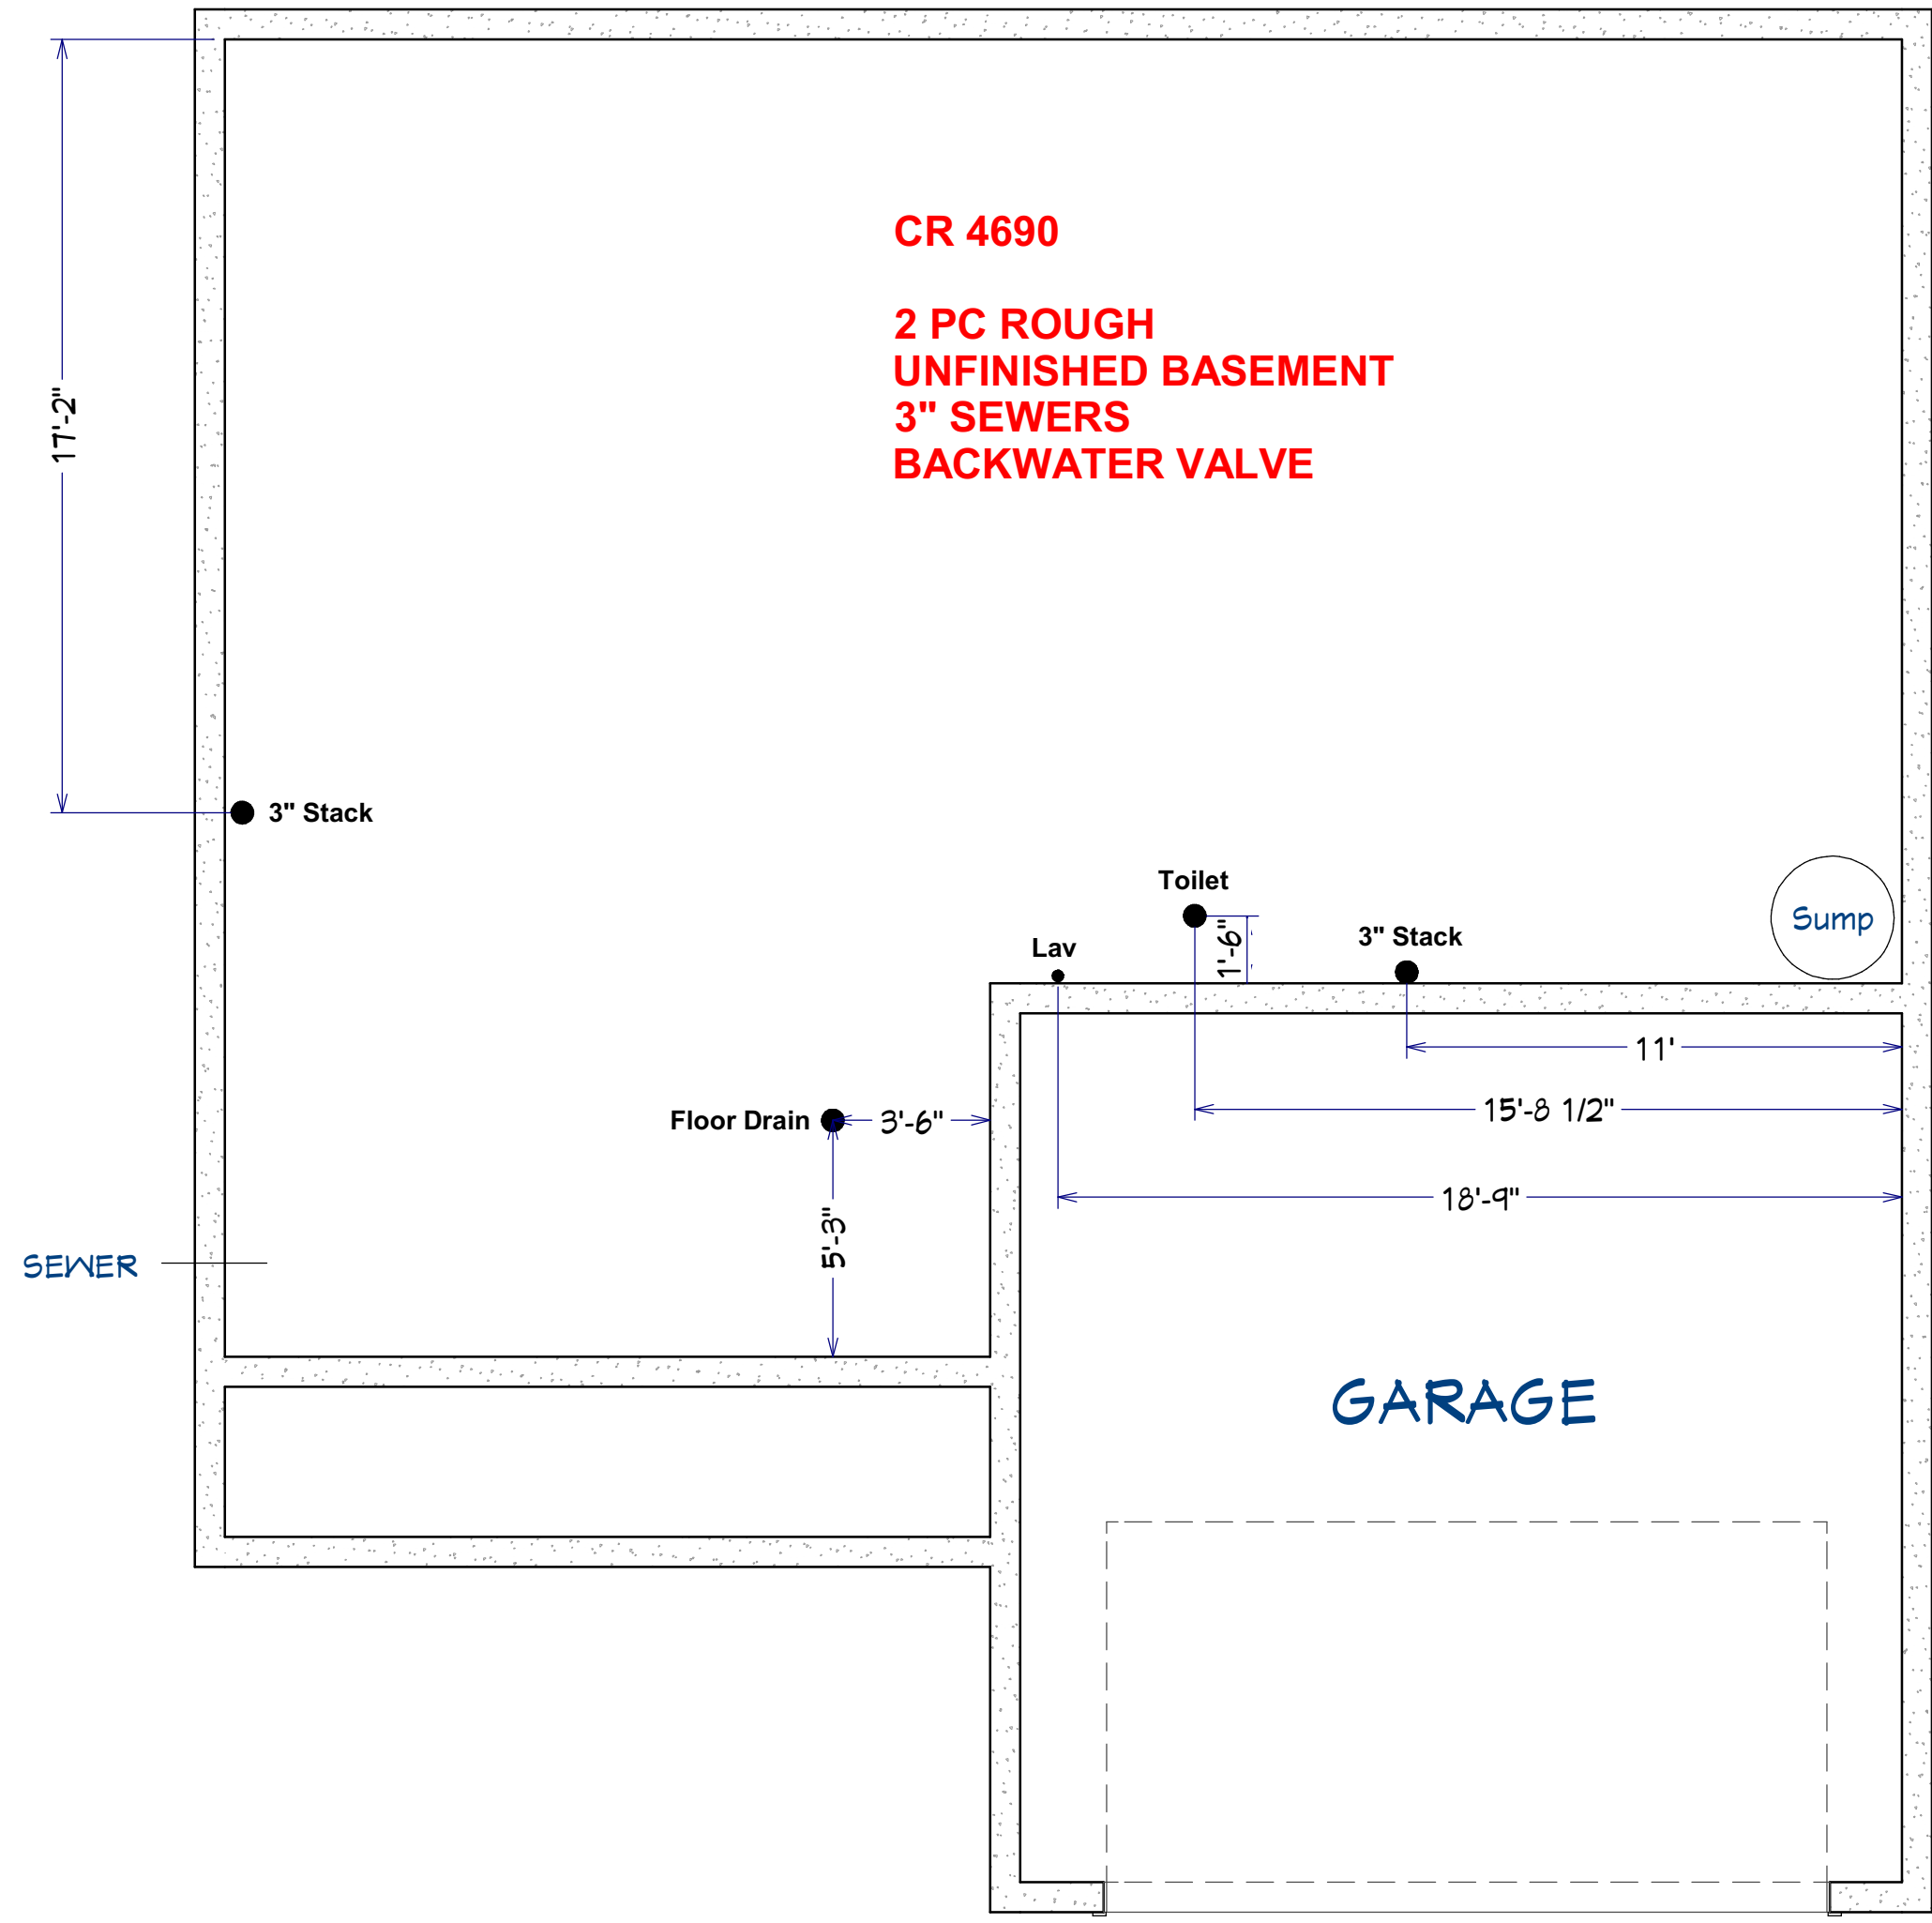 CR 4690
2 PC ROUGH
UNFINISHED BASEMENT
3" SEWERS
BACKWATER VALVE
17'-2"
3" Stack
Toilet
1'-6"
3" Stack
Sump
Lav
11'
15'-8 1/2"
Floor Drain
3'-6"
18'-9"
5'-3"
SEWER
GARAGE